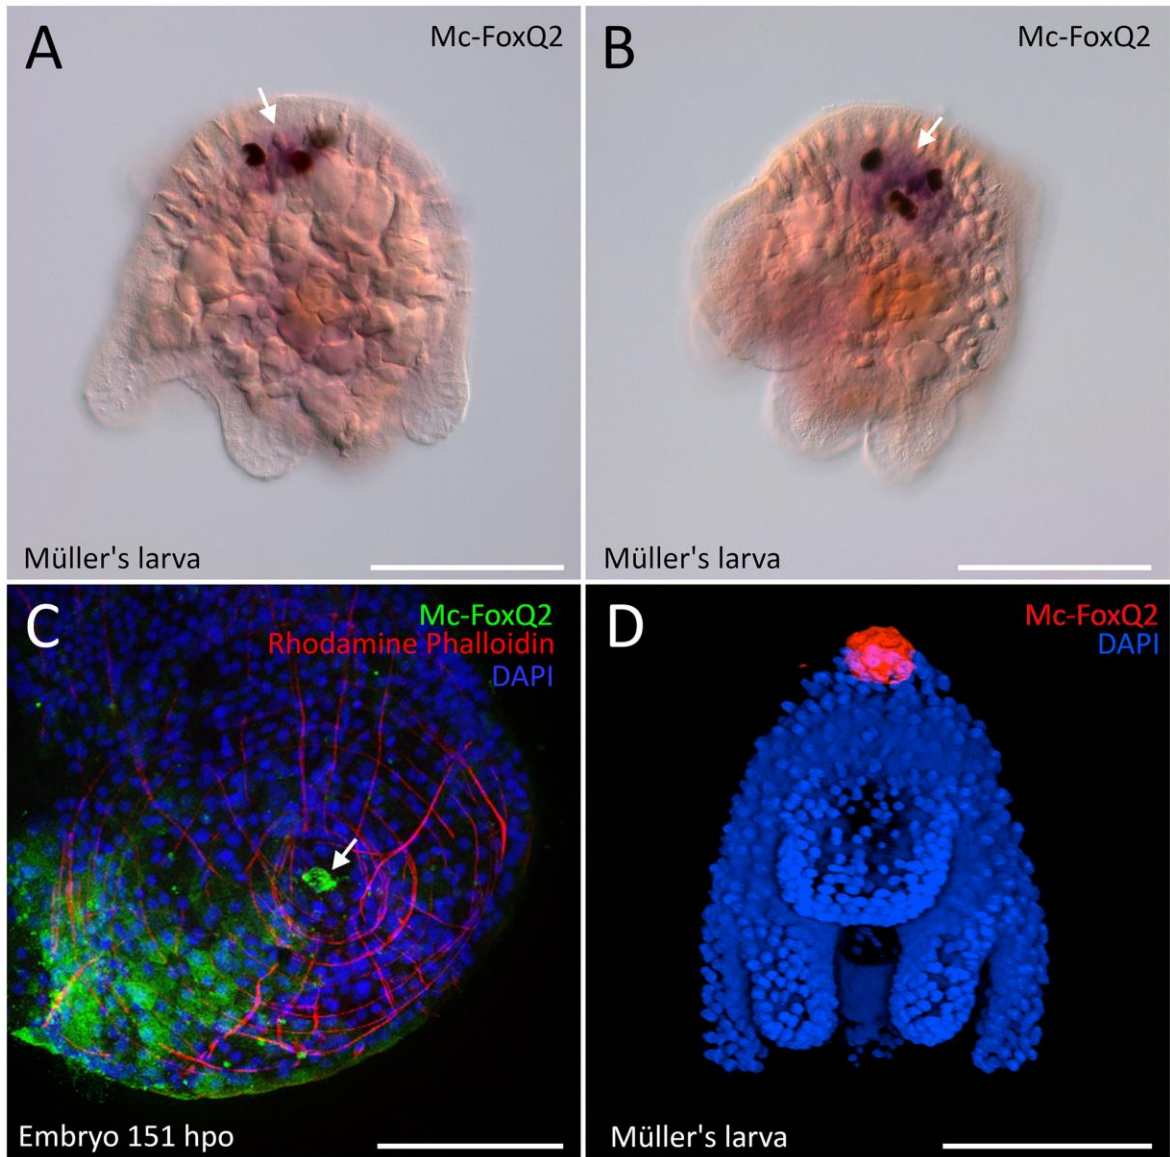 A
Mc-FoxQ2
Müller's larva
B
Mc-FoxQ2
Müller's larva
C
Mc-FoxQ2
Rhodamine Phalloidin
DAPI
Embryo 151 hpo
D
Mc-FoxQ2
DAPI
Müller's larva